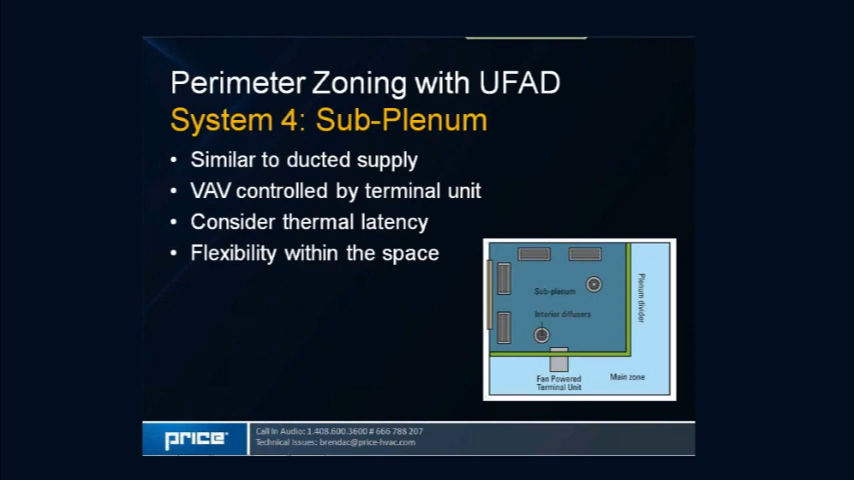 Perimeter Zoning with UFAD
System 4: Sub-Plenum
• Similar to ducted supply
• VAV controlled by terminal unit
• Consider thermal latency
• Flexibility within the space
Sub-plenum
Interior diffusers
Plenum divider
Fan Powered
Terminal Unit
Main zone
PRICE
Call In Audio: 1.408.600.3600 # 666 788 207
Technical Issues: brendac@price-hvac.com